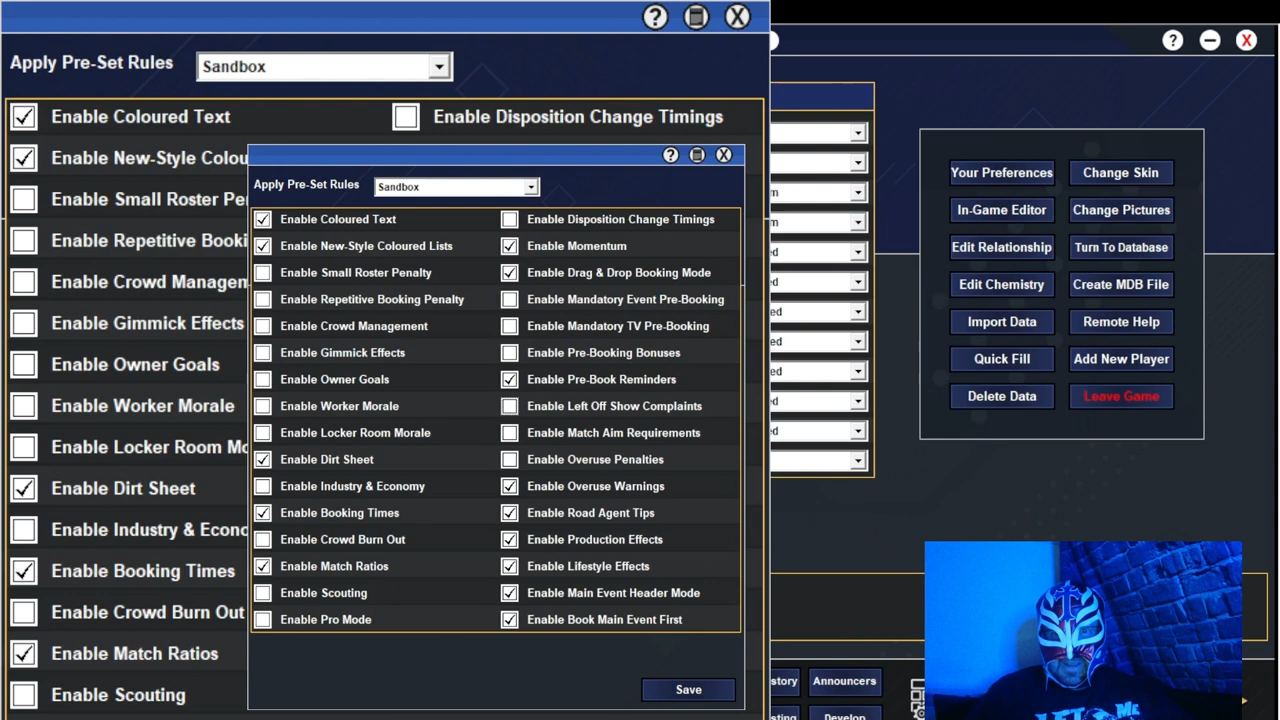 Apply Pre-Set Rules Sandbox
Enable Coloured Text
Enable Disposition Change Timings
Enable New-Style Colou
Enable Small Roster Pe
Enable Repetitive Booki
Enable Crowd Managen
Enable Gimmick Effects
Enable Owner Goals
Enable Worker Morale
Enable Locker Room Mo
Enable Dirt Sheet
Enable Industry & Econo
Enable Booking Times
Enable Crowd Burn Out
Enable Match Ratios
Enable Scouting
Apply Pre-Set Rules Sandbox
Enable Coloured Text
Enable New-Style Coloured Lists
Enable Small Roster Penalty
Enable Repetitive Booking Penalty
Enable Crowd Management
Enable Gimmick Effects
Enable Owner Goals
Enable Worker Morale
Enable Locker Room Morale
Enable Dirt Sheet
Enable Industry & Economy
Enable Booking Times
Enable Crowd Burn Out
Enable Match Ratios
Enable Scouting
Enable Pro Mode
Enable Disposition Change Timings
Enable Momentum
Enable Drag & Drop Booking Mode
Enable Mandatory Event Pre-Booking
Enable Mandatory TV Pre-Booking
Enable Pre-Booking Bonuses
Enable Pre-Book Reminders
Enable Left Off Show Complaints
Enable Match Aim Requirements
Enable Overuse Penalties
Enable Overuse Warnings
Enable Road Agent Tips
Enable Production Effects
Enable Lifestyle Effects
Enable Main Event Header Mode
Enable Book Main Event First
Save
Your Preferences Change Skin
In-Game Editor Change Pictures
Edit Relationship Turn To Database
Edit Chemistry Create MDB File
Import Data Remote Help
Quick Fill Add New Player
Delete Data Leave Game
story Announcers
sting Develop